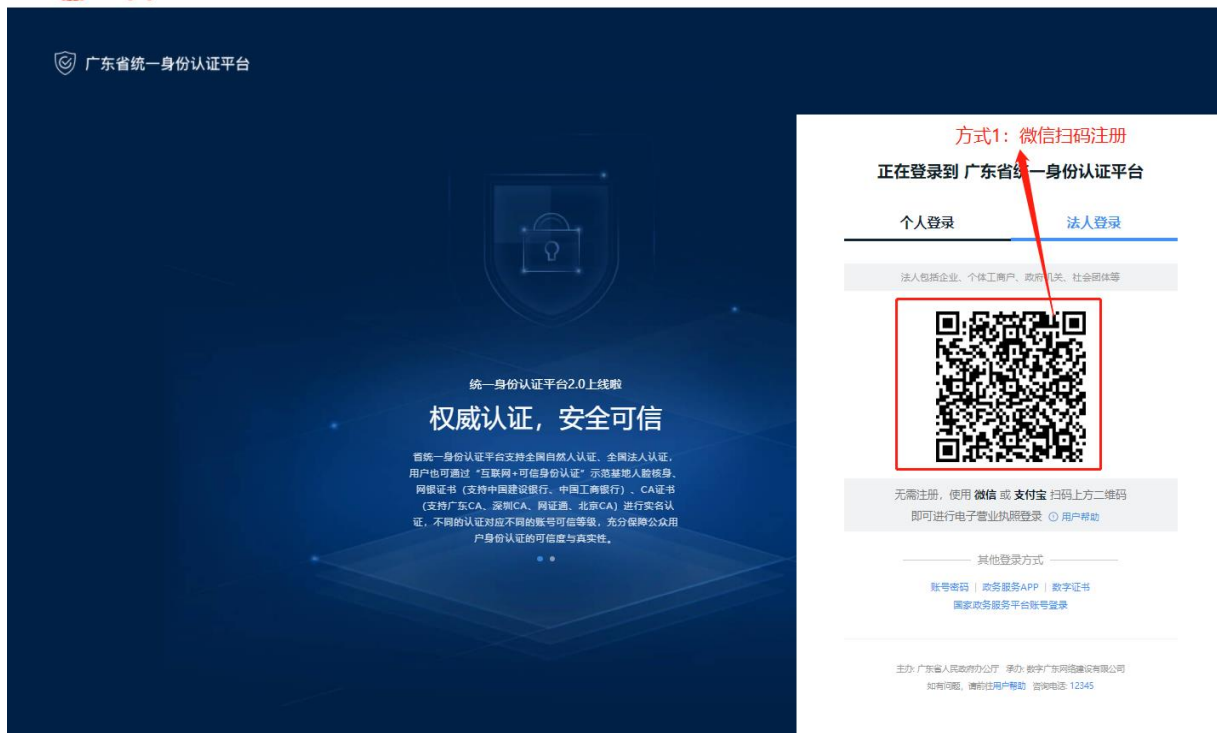 广东省统一身份认证平台
方式1：微信扫码注册
正在登录到 广东省统一身份认证平台
个人登录
法人登录
法人包括企业、个体工商户、政府机关、社会团体等
统一身份认证平台2.0上线啦
权威认证，安全可信
省统一身份认证平台支持全国自然人认证、全国法人认证，
用户也可通过“互联网+可信身份认证”示范基地人脸核身、
网银证书（支持中国建设银行、中国工商银行）、CA证书
（支持广东CA、深圳CA、网证通、北京CA）进行实名认
证，不同的认证对应不同的账号可信等级，充分保障公众用
户身份认证的可信度与真实性。
无需注册，使用 微信 或 支付宝 扫码上方二维码
即可进行电子营业执照登录 用户帮助
其他登录方式
账号密码 | 政务服务APP | 数字证书
国家政务服务平台账号登录
主办: 广东省人民政府办公厅 承办: 数字广东网络建设有限公司
如有问题，请前往用户帮助 咨询电话: 12345